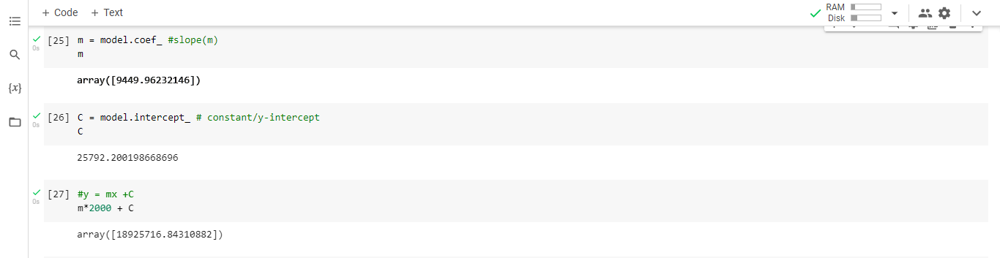 + Code + Text
RAM
Disk
{x}
0s
[25] m = model.coef_ #slope(m)
m
array([9449.96232146])
0s
[26] C = model.intercept_ # constant/y-intercept
C
25792.200198668696
0s
[27] #y = mx +C
m*2000 + C
array([18925716.84310882])